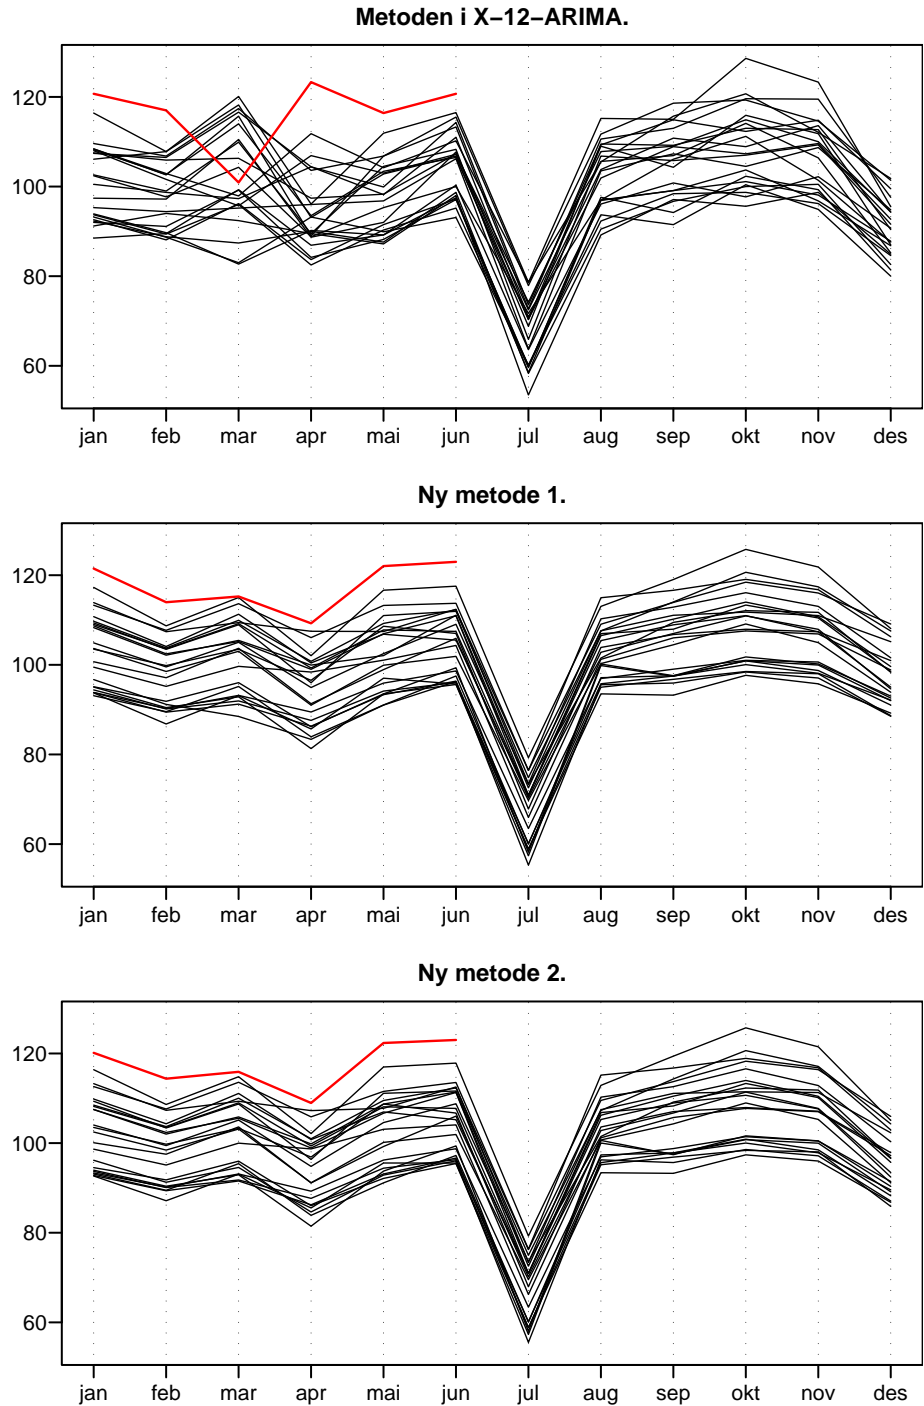 Metoden i X−12−ARIMA.
120
100
80
60
jan feb mar apr mai jun jul aug sep okt nov des
Ny metode 1.
120
100
80
60
jan feb mar apr mai jun jul aug sep okt nov des
Ny metode 2.
120
100
80
60
jan feb mar apr mai jun jul aug sep okt nov des